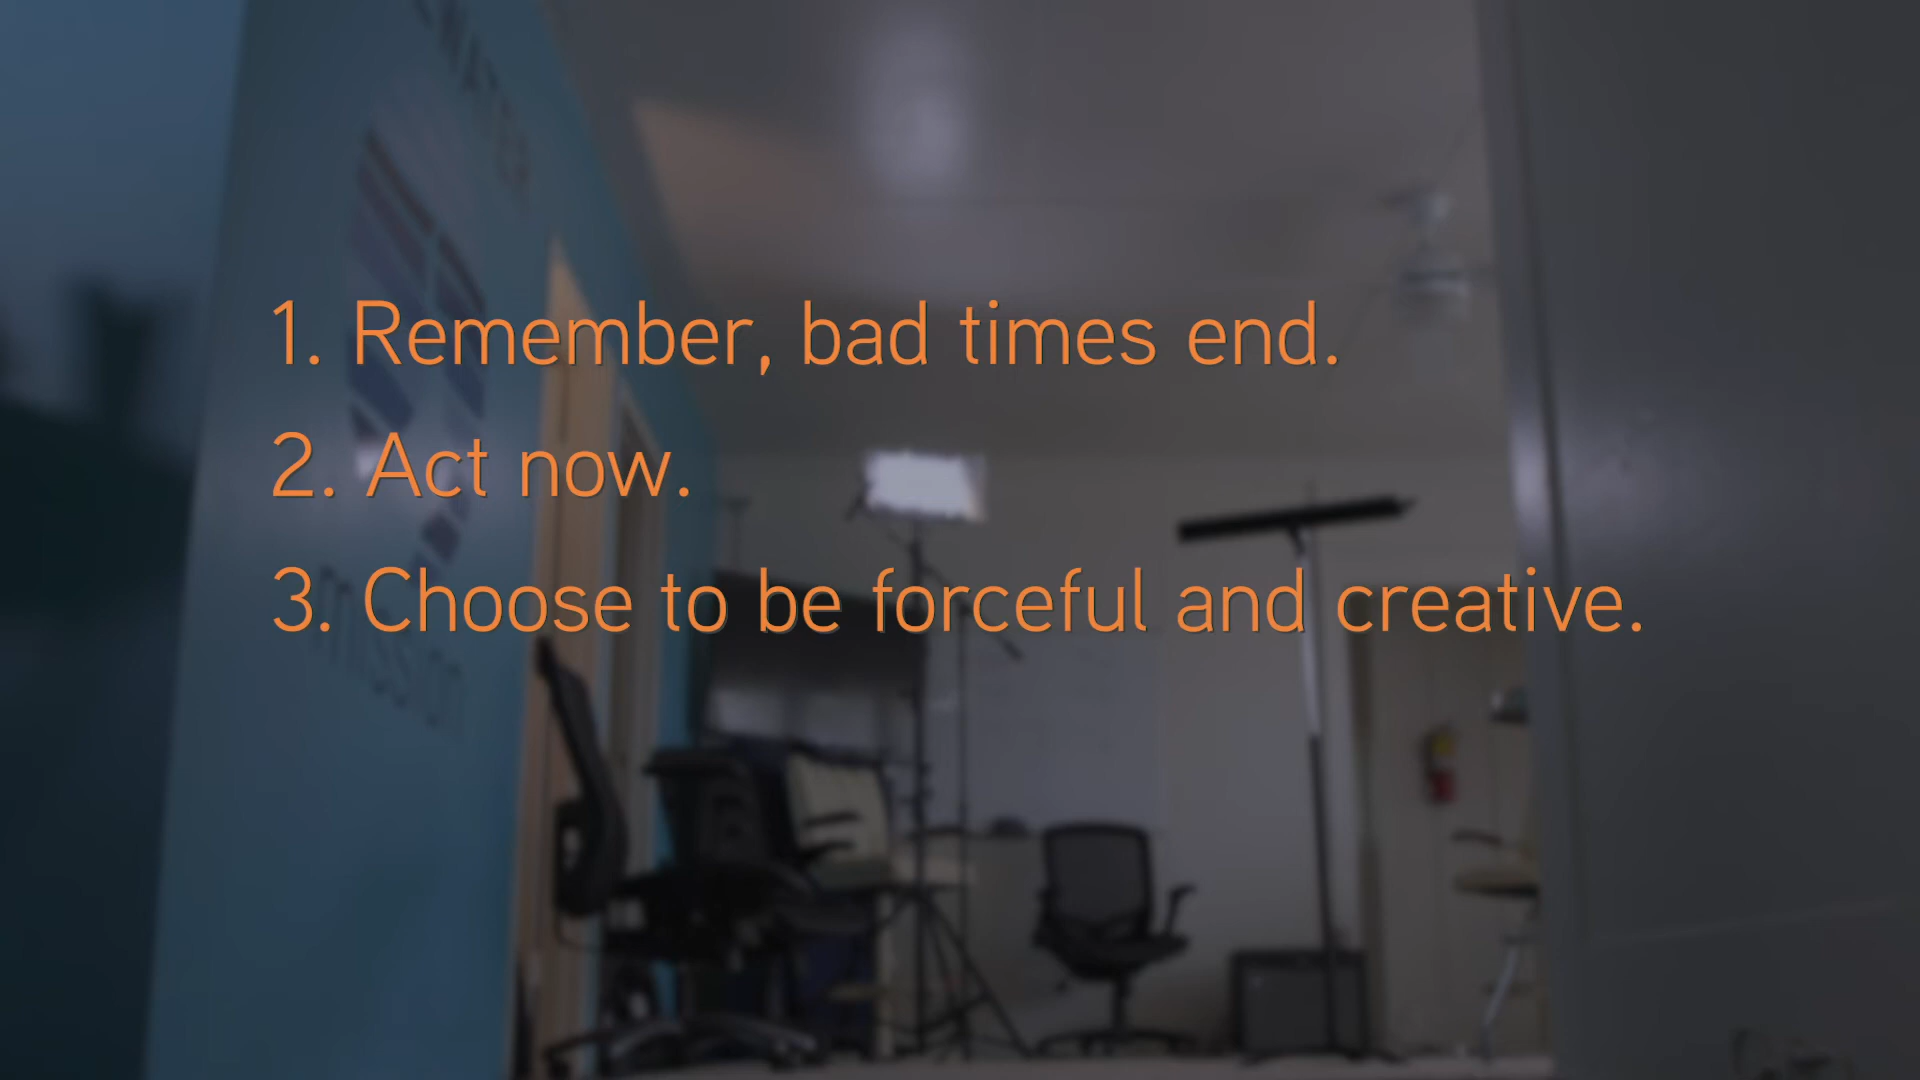 1. Remember, bad times end.
2. Act now.
3. Choose to be forceful and creative.